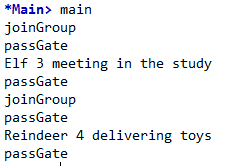 *Main> main
joinGroup
passGate
Elf 3 meeting in the study
passGate
joinGroup
passGate
Reindeer 4 delivering toys
passGate